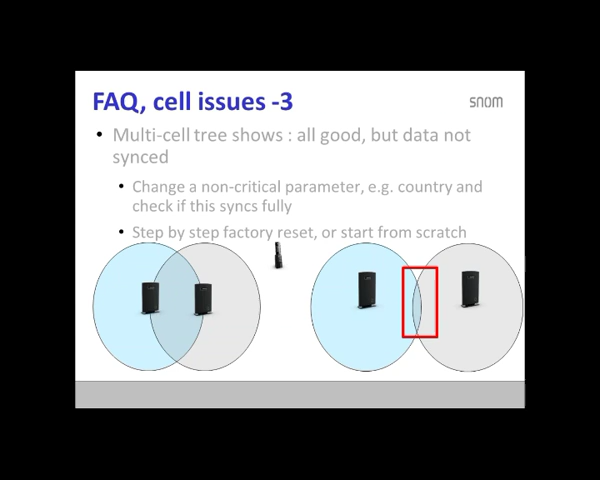 FAQ, cell issues -3
snom
• Multi-cell tree shows : all good, but data not
synced
• Change a non-critical parameter, e.g. country and
check if this syncs fully
• Step by step factory reset, or start from scratch